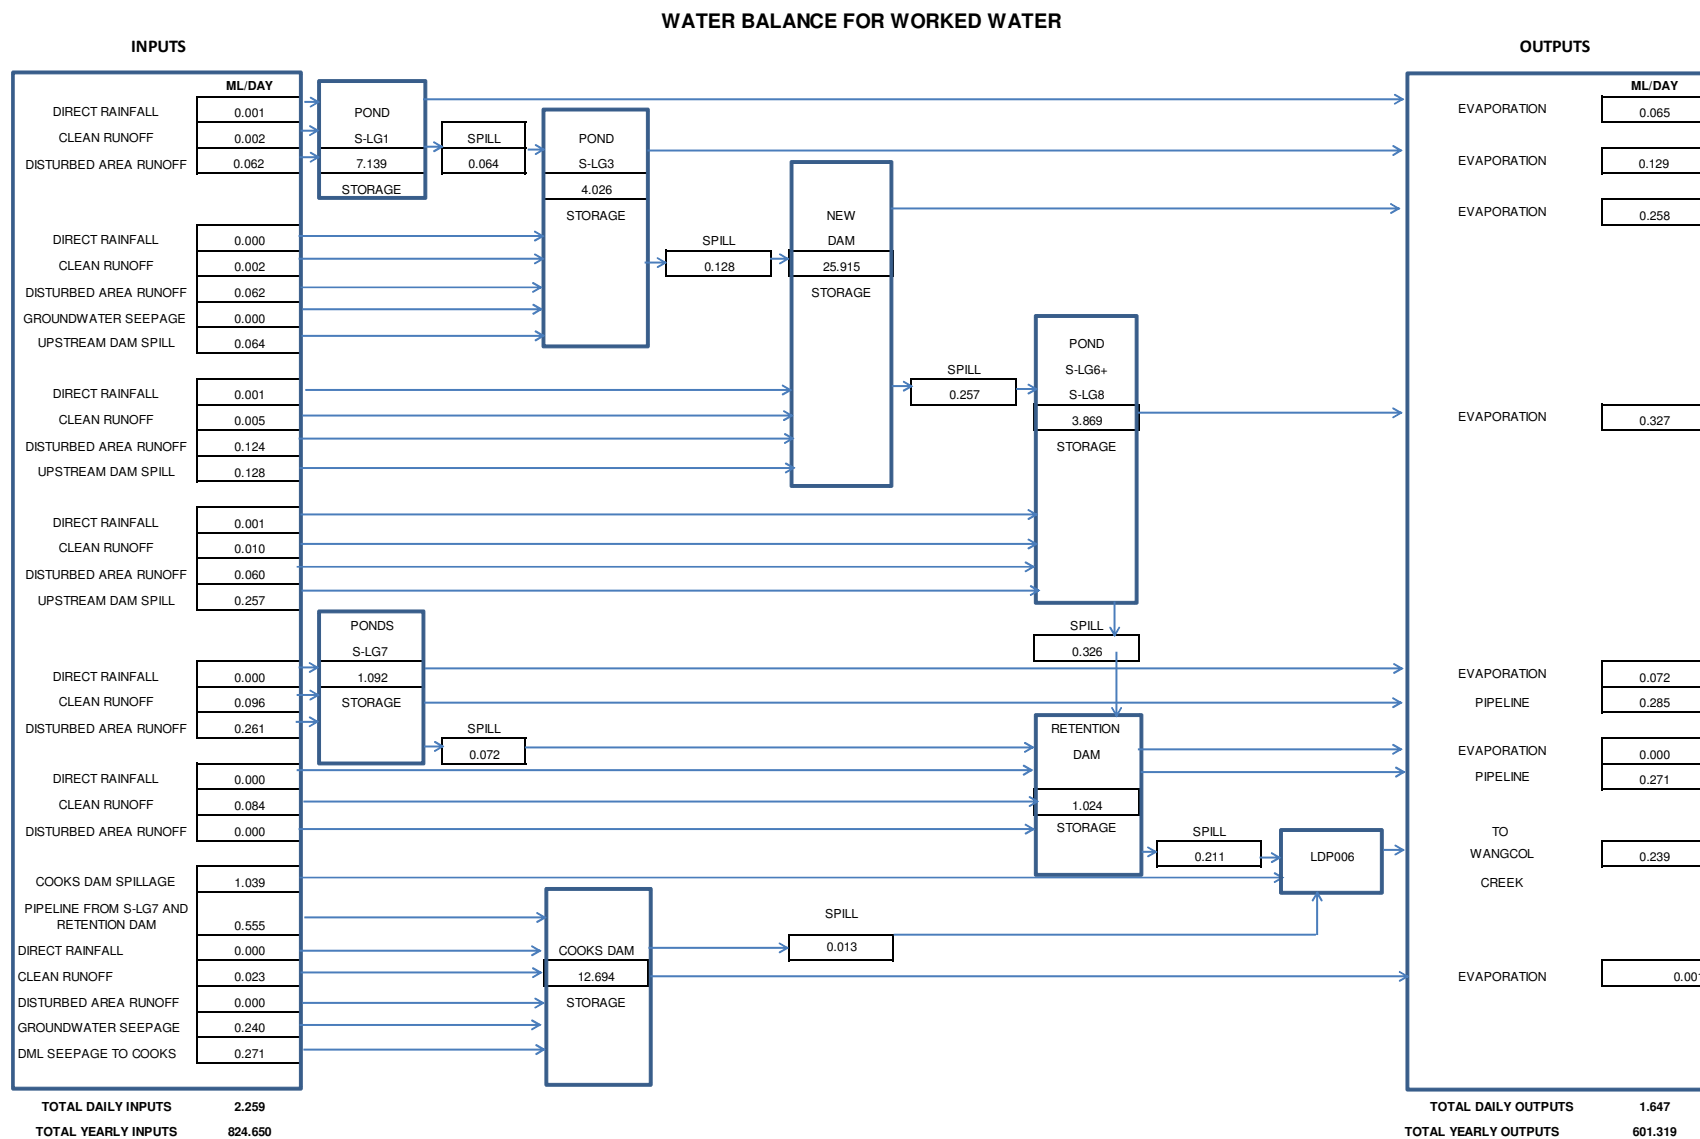 WATER BALANCE FOR WORKED WATER
INPUTS
OUTPUTS
ML/DAY
DIRECT RAINFALL 0.001
CLEAN RUNOFF 0.002
DISTURBED AREA RUNOFF 0.062
POND
S-LG1
7.139
STORAGE
SPILL
0.064
POND
S-LG3
4.026
STORAGE
DIRECT RAINFALL 0.000
CLEAN RUNOFF 0.002
DISTURBED AREA RUNOFF 0.062
GROUNDWATER SEEPAGE 0.000
UPSTREAM DAM SPILL 0.064
SPILL
0.128
NEW
DAM
25.915
STORAGE
DIRECT RAINFALL 0.001
CLEAN RUNOFF 0.005
DISTURBED AREA RUNOFF 0.124
UPSTREAM DAM SPILL 0.128
SPILL
0.257
POND
S-LG6+
S-LG8
3.869
STORAGE
DIRECT RAINFALL 0.001
CLEAN RUNOFF 0.010
DISTURBED AREA RUNOFF 0.060
UPSTREAM DAM SPILL 0.257
SPILL
0.326
PONDS
S-LG7
1.092
STORAGE
DIRECT RAINFALL 0.000
CLEAN RUNOFF 0.096
DISTURBED AREA RUNOFF 0.261
SPILL
0.072
RETENTION
DAM
1.024
STORAGE
DIRECT RAINFALL 0.000
CLEAN RUNOFF 0.084
DISTURBED AREA RUNOFF 0.000
SPILL
0.211
LDP006
COOKS DAM SPILLAGE 1.039
PIPELINE FROM S-LG7 AND
RETENTION DAM 0.555
DIRECT RAINFALL 0.000
CLEAN RUNOFF 0.023
DISTURBED AREA RUNOFF 0.000
GROUNDWATER SEEPAGE 0.240
DML SEEPAGE TO COOKS 0.271
COOKS DAM
12.694
STORAGE
SPILL
0.013
ML/DAY
EVAPORATION 0.065
EVAPORATION 0.129
EVAPORATION 0.258
EVAPORATION 0.327
EVAPORATION 0.072
PIPELINE 0.285
EVAPORATION 0.000
PIPELINE 0.271
TO
WANGCOL 0.239
CREEK
EVAPORATION 0.001
TOTAL DAILY INPUTS 2.259
TOTAL YEARLY INPUTS 824.650
TOTAL DAILY OUTPUTS 1.647
TOTAL YEARLY OUTPUTS 601.319